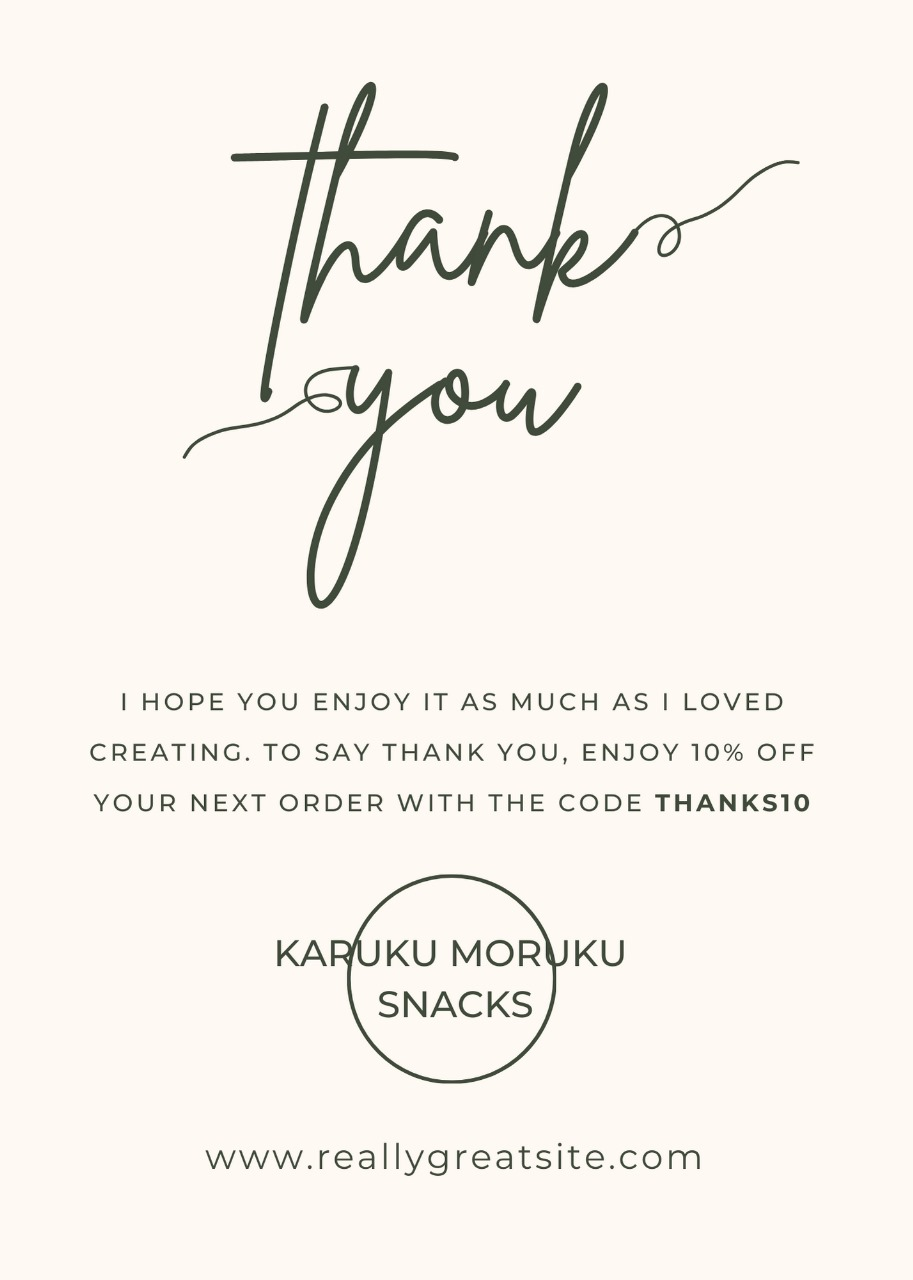 thank
you
I HOPE YOU ENJOY IT AS MUCH AS I LOVED
CREATING. TO SAY THANK YOU, ENJOY 10% OFF
YOUR NEXT ORDER WITH THE CODE THANKS10
KARUKU MORUKU
SNACKS
www.reallygreatsite.com